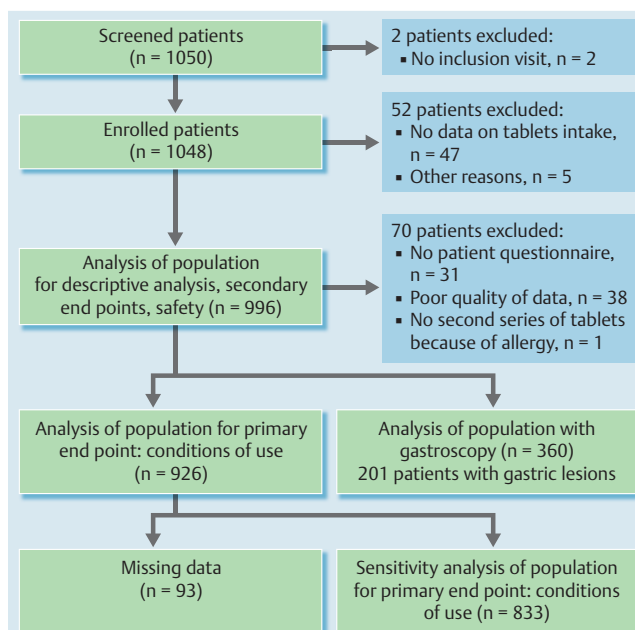 Screened patients
(n = 1050)
2 patients excluded:
▪ No inclusion visit, n = 2
Enrolled patients
(n = 1048)
52 patients excluded:
▪ No data on tablets intake,
n = 47
▪ Other reasons, n = 5
Analysis of population
for descriptive analysis, secondary
end points, safety (n = 996)
70 patients excluded:
▪ No patient questionnaire,
n = 31
▪ Poor quality of data, n = 38
▪ No second series of tablets
because of allergy, n = 1
Analysis of population for primary
end point: conditions of use
(n = 926)
Analysis of population with
gastroscopy (n = 360)
201 patients with gastric lesions
Missing data
(n = 93)
Sensitivity analysis of population
for primary end point: conditions
of use (n = 833)